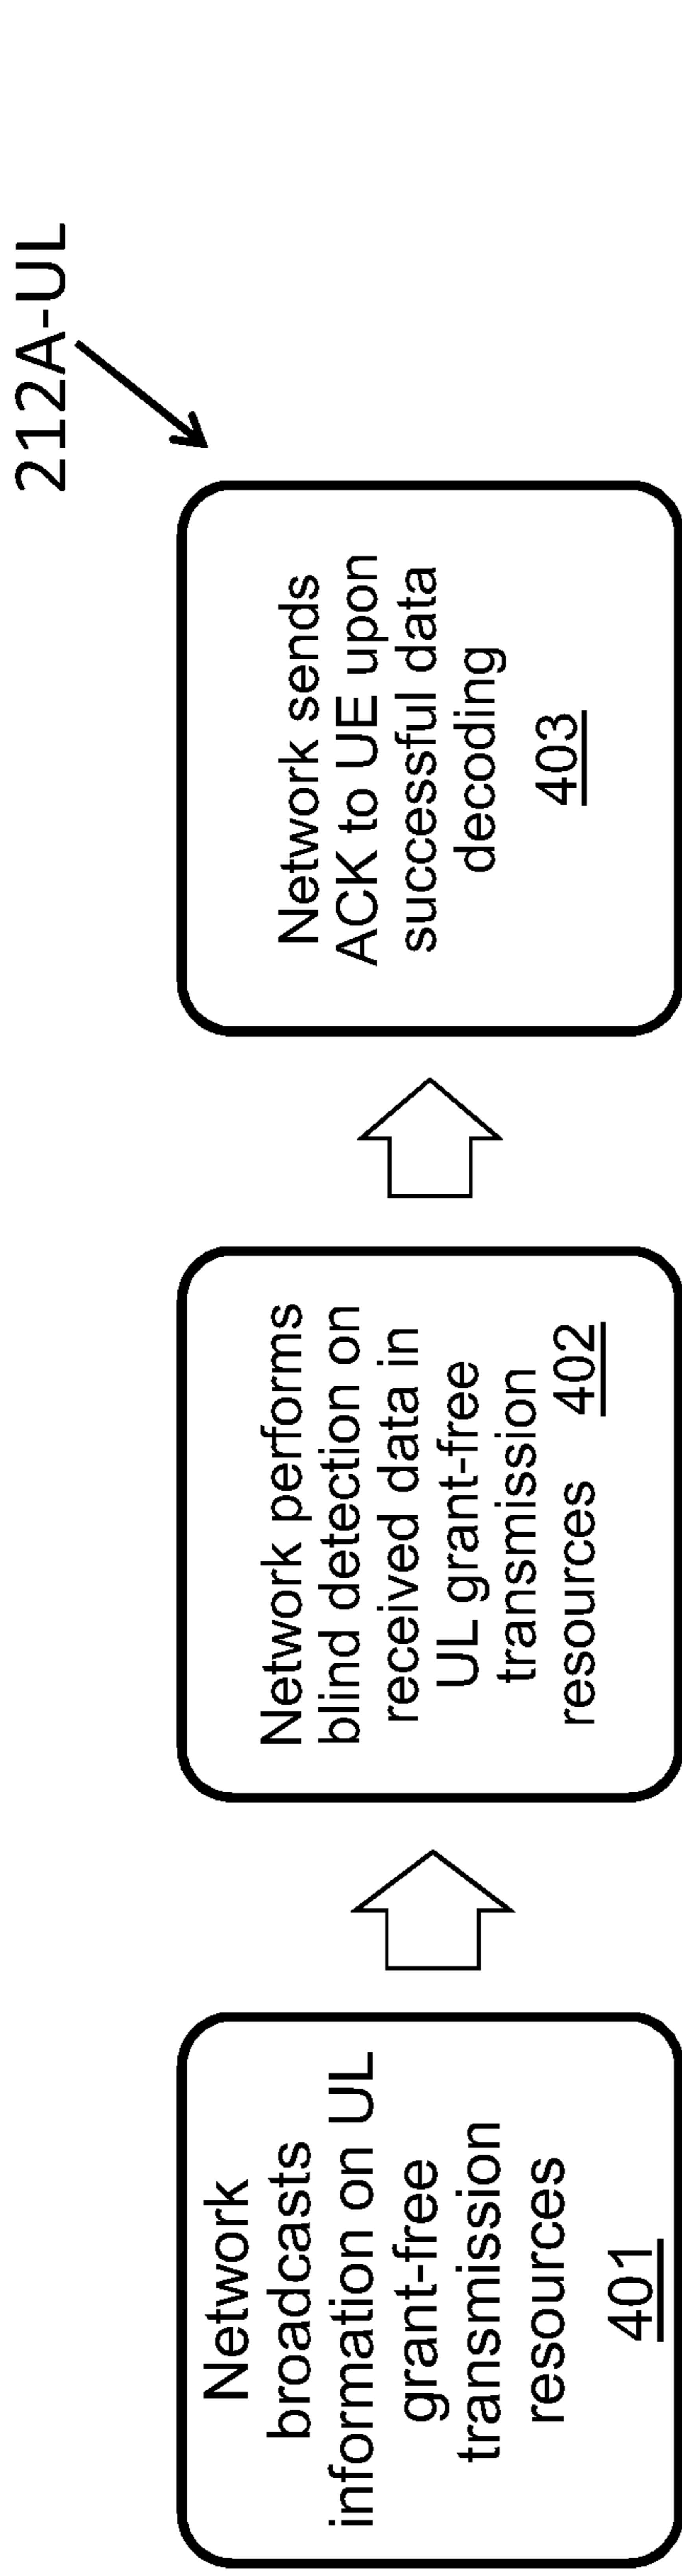 212A-UL
Network
broadcasts
information on UL
grant-free
transmission
resources
401
Network performs
blind detection on
received data in
UL grant-free
transmission
resources 402
Network sends
ACK to UE upon
successful data
decoding
403